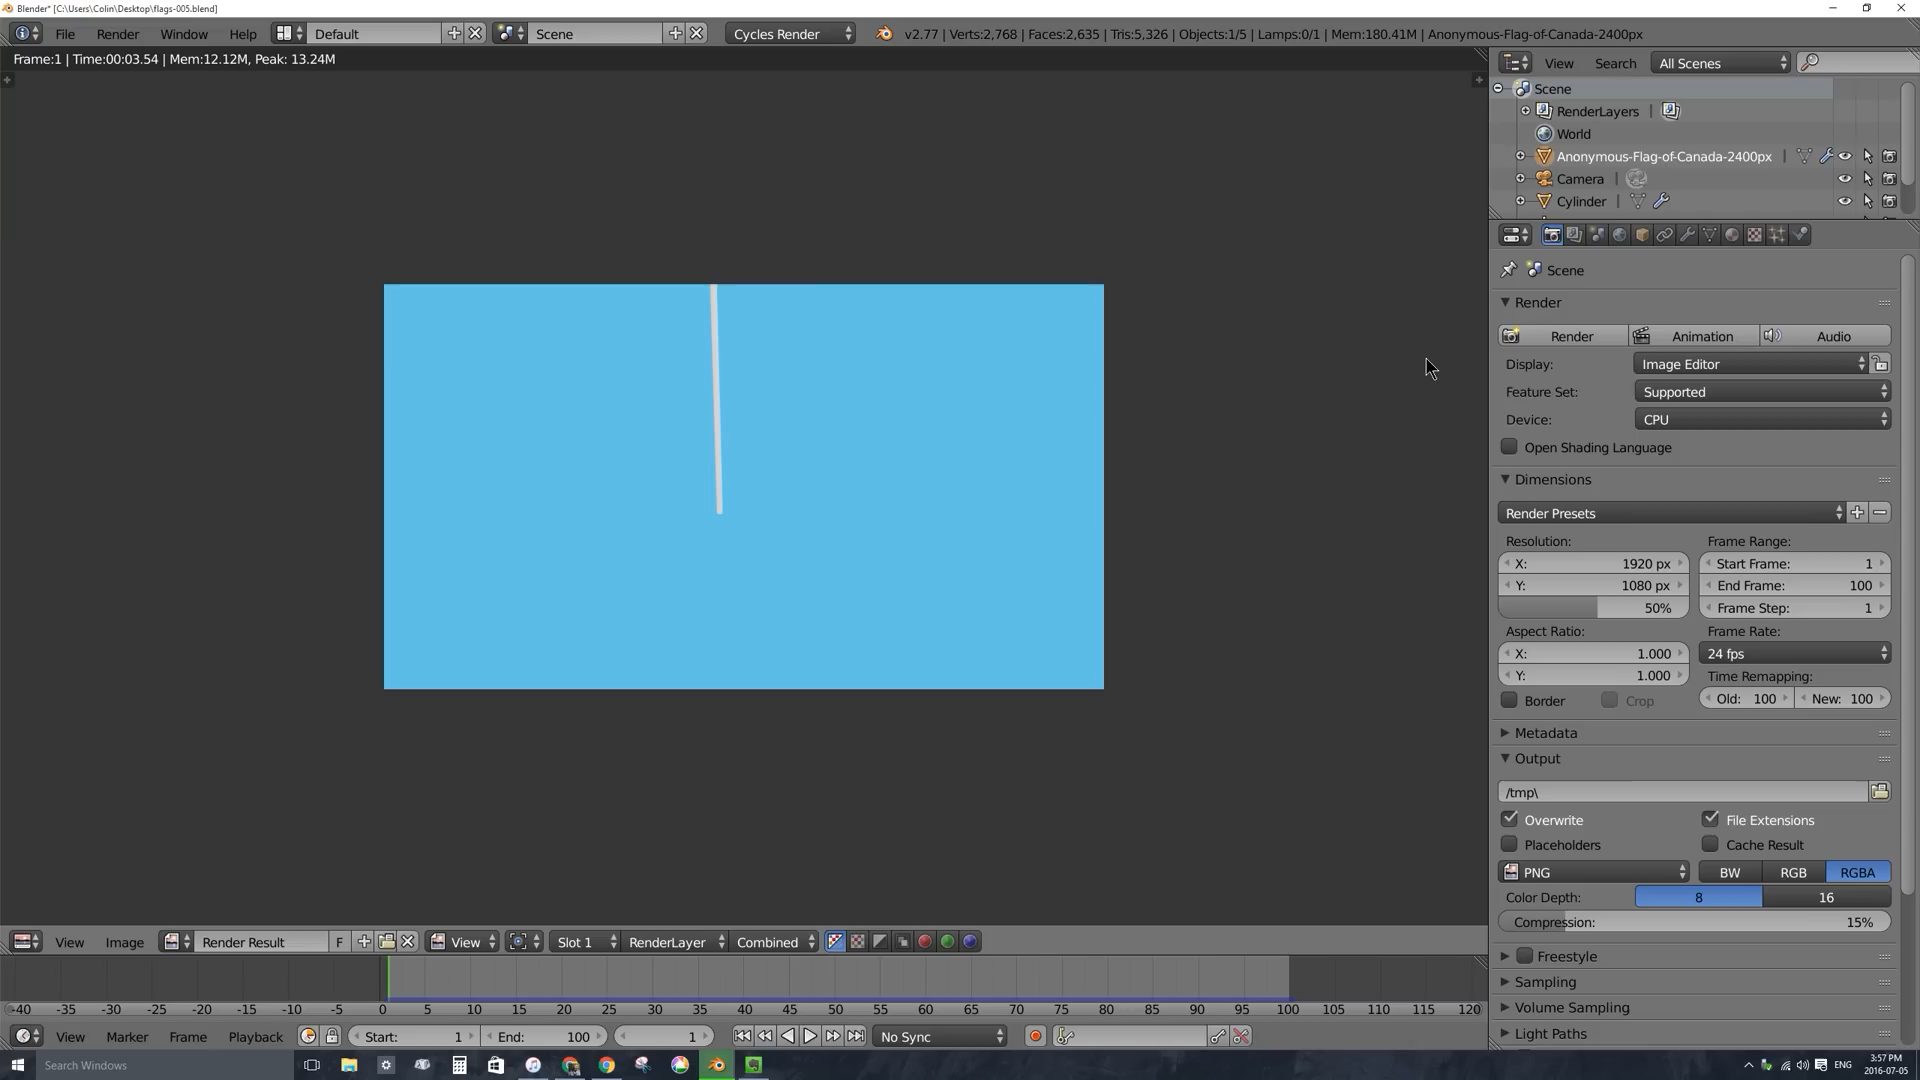 Blender* [C:\Users\Colin\Desktop\flags-005.blend]
File Render Window Help Default Scene Cycles Render v2.77 | Verts:2,768 | Faces:2,635 | Tris:5,326 | Objects:1/5 | Lamps:0/1 | Mem:180.41M | Anonymous-Flag-of-Canada-2400px
Frame:1 | Time:00:03.54 | Mem:12.12M, Peak: 13.24M
View Search All Scenes
Scene
RenderLayers
World
Anonymous-Flag-of-Canada-2400px
Camera
Cylinder
Scene
Render
Render Animation Audio
Display: Image Editor
Feature Set: Supported
Device: CPU
Open Shading Language
Dimensions
Render Presets
Resolution: Frame Range:
X: 1920 px Start Frame: 1
Y: 1080 px End Frame: 100
50% Frame Step: 1
Aspect Ratio: Frame Rate:
X: 1.000 24 fps
Y: 1.000 Time Remapping:
Border Crop Old: 100 New: 100
Metadata
Output
/tmp\
Overwrite File Extensions
Placeholders Cache Result
PNG BW RGB RGBA
Color Depth: 8 16
Compression: 15%
Freestyle
Sampling
Volume Sampling
Light Paths
View Image Render Result F View Slot 1 RenderLayer Combined
-40 -35 -30 -25 -20 -15 -10 -5 0 5 10 15 20 25 30 35 40 45 50 55 60 65 70 75 80 85 90 95 100 105 110 115 120
View Marker Frame Playback Start: 1 End: 100 1 No Sync
Search Windows ENG 3:57 PM
2016-07-05